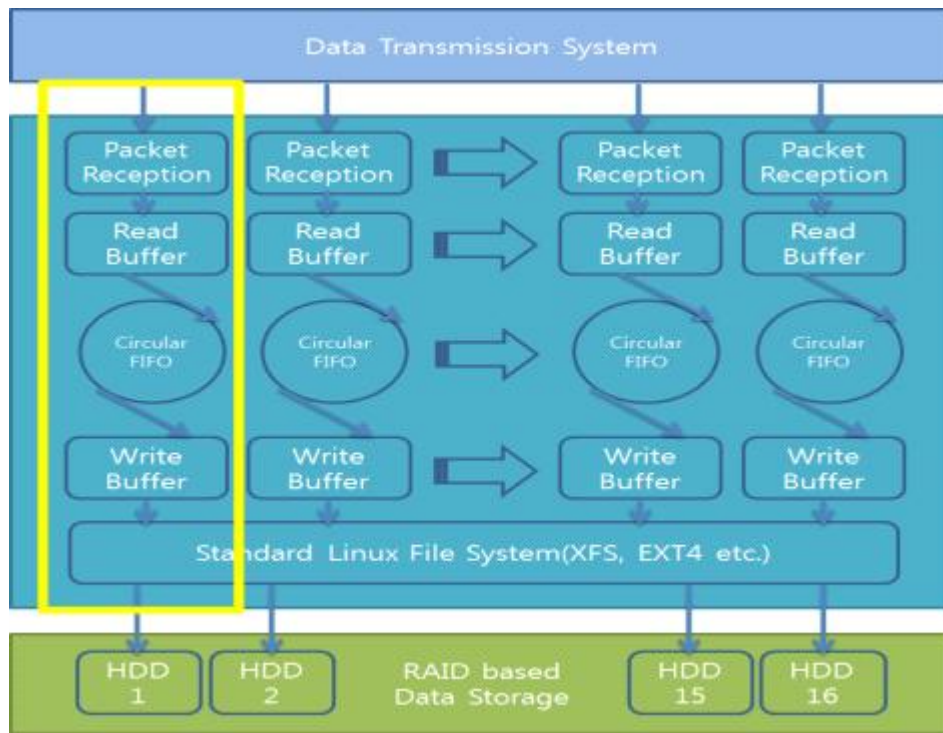 Data Transmission System
Packet
Reception
Packet
Reception
Packet
Reception
Packet
Reception
Read
Buffer
Read
Buffer
Read
Buffer
Read
Buffer
Circular
FIFO
Circular
FIFO
Circular
FIFO
Circular
FIFO
Write
Buffer
Write
Buffer
Write
Buffer
Write
Buffer
Standard Linux File System(XFS, EXT4 etc.)
HDD
1
HDD
2
RAID based
Data Storage
HDD
15
HDD
16